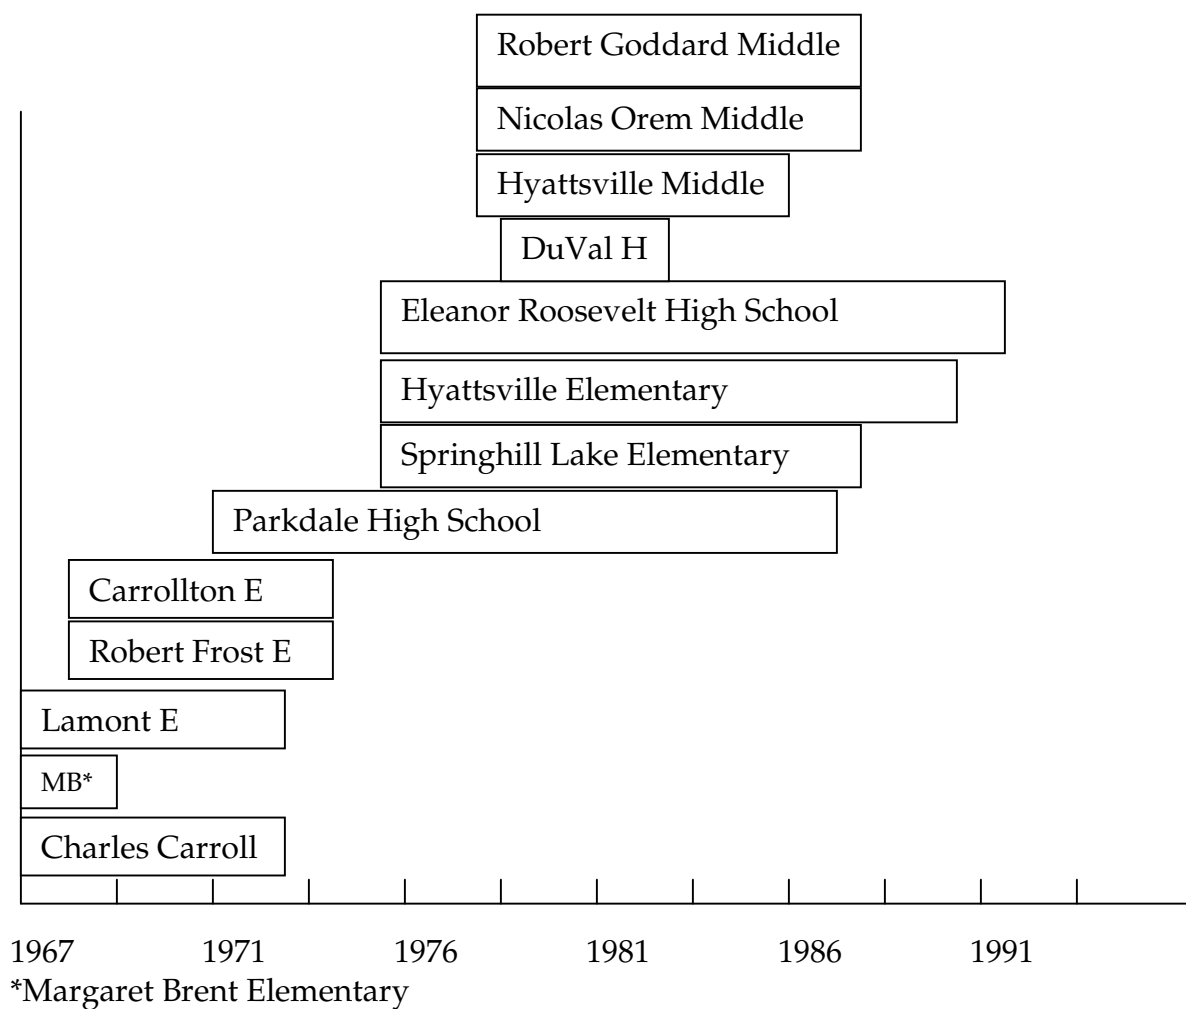 Robert Goddard Middle
Nicolas Orem Middle
Hyattsville Middle
DuVal H
Eleanor Roosevelt High School
Hyattsville Elementary
Springhill Lake Elementary
Parkdale High School
Carrollton E
Robert Frost E
Lamont E
MB*
Charles Carroll
1967 1971 1976 1981 1986 1991
*Margaret Brent Elementary